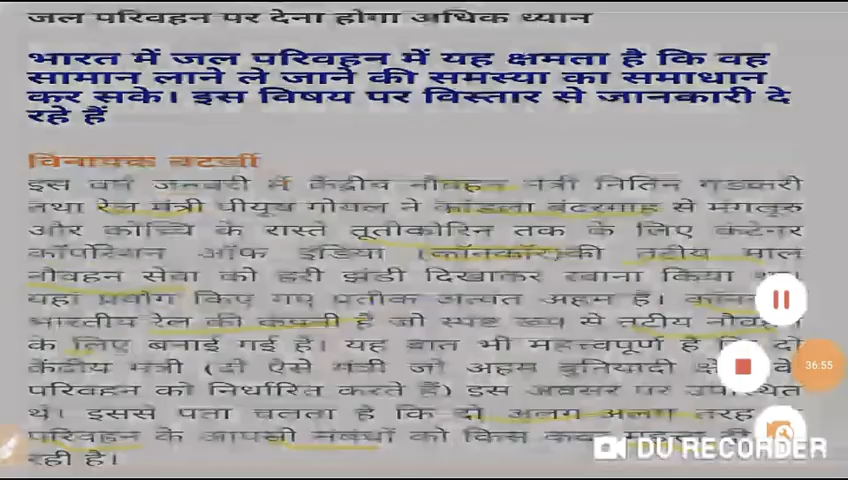 जल परिवहन पर देना होगा अधिक ध्यान
भारत में जल परिवहन में यह क्षमता है कि वह
सामान लाने ले जाने की समस्या का समाधान
कर सके। इस विषय पर विस्तार से जानकारी दे
रहे हैं
विनायक चटर्जी
इस वर्ष जनवरी में केंद्रीय नौवहन मंत्री नितिन गडकरी
तथा रेल मंत्री पीयूष गोयल ने कांडला बंदरगाह से मंगलूरु
और कोच्चि के रास्ते तूतीकोरिन तक के लिए कंटेनर
कॉर्पोरेशन ऑफ इंडिया (कॉनकॉर)की तटीय माल
नौवहन सेवा को हरी झंडी दिखाकर रवाना किया
यहां प्रयोग किए गए प्रतीक अत्यंत अहम हैं।
भारतीय रेल की कंपनी है जो स्पष्ट रूप से तटीय
के लिए बनाई गई है। यह बात भी महत्त्वपूर्ण है कि दो
केंद्रीय मंत्री (दो ऐसे मंत्री जो अहम बुनियादी
परिवहन को निर्धारित करते हैं) इस अवसर पर उपस्थित
थे। इससे पता चलता है कि दो अलग अलग तरह
परिवहन के आपसी संबंधों को किस कदर
रही है।
36:55
DU RECORDER